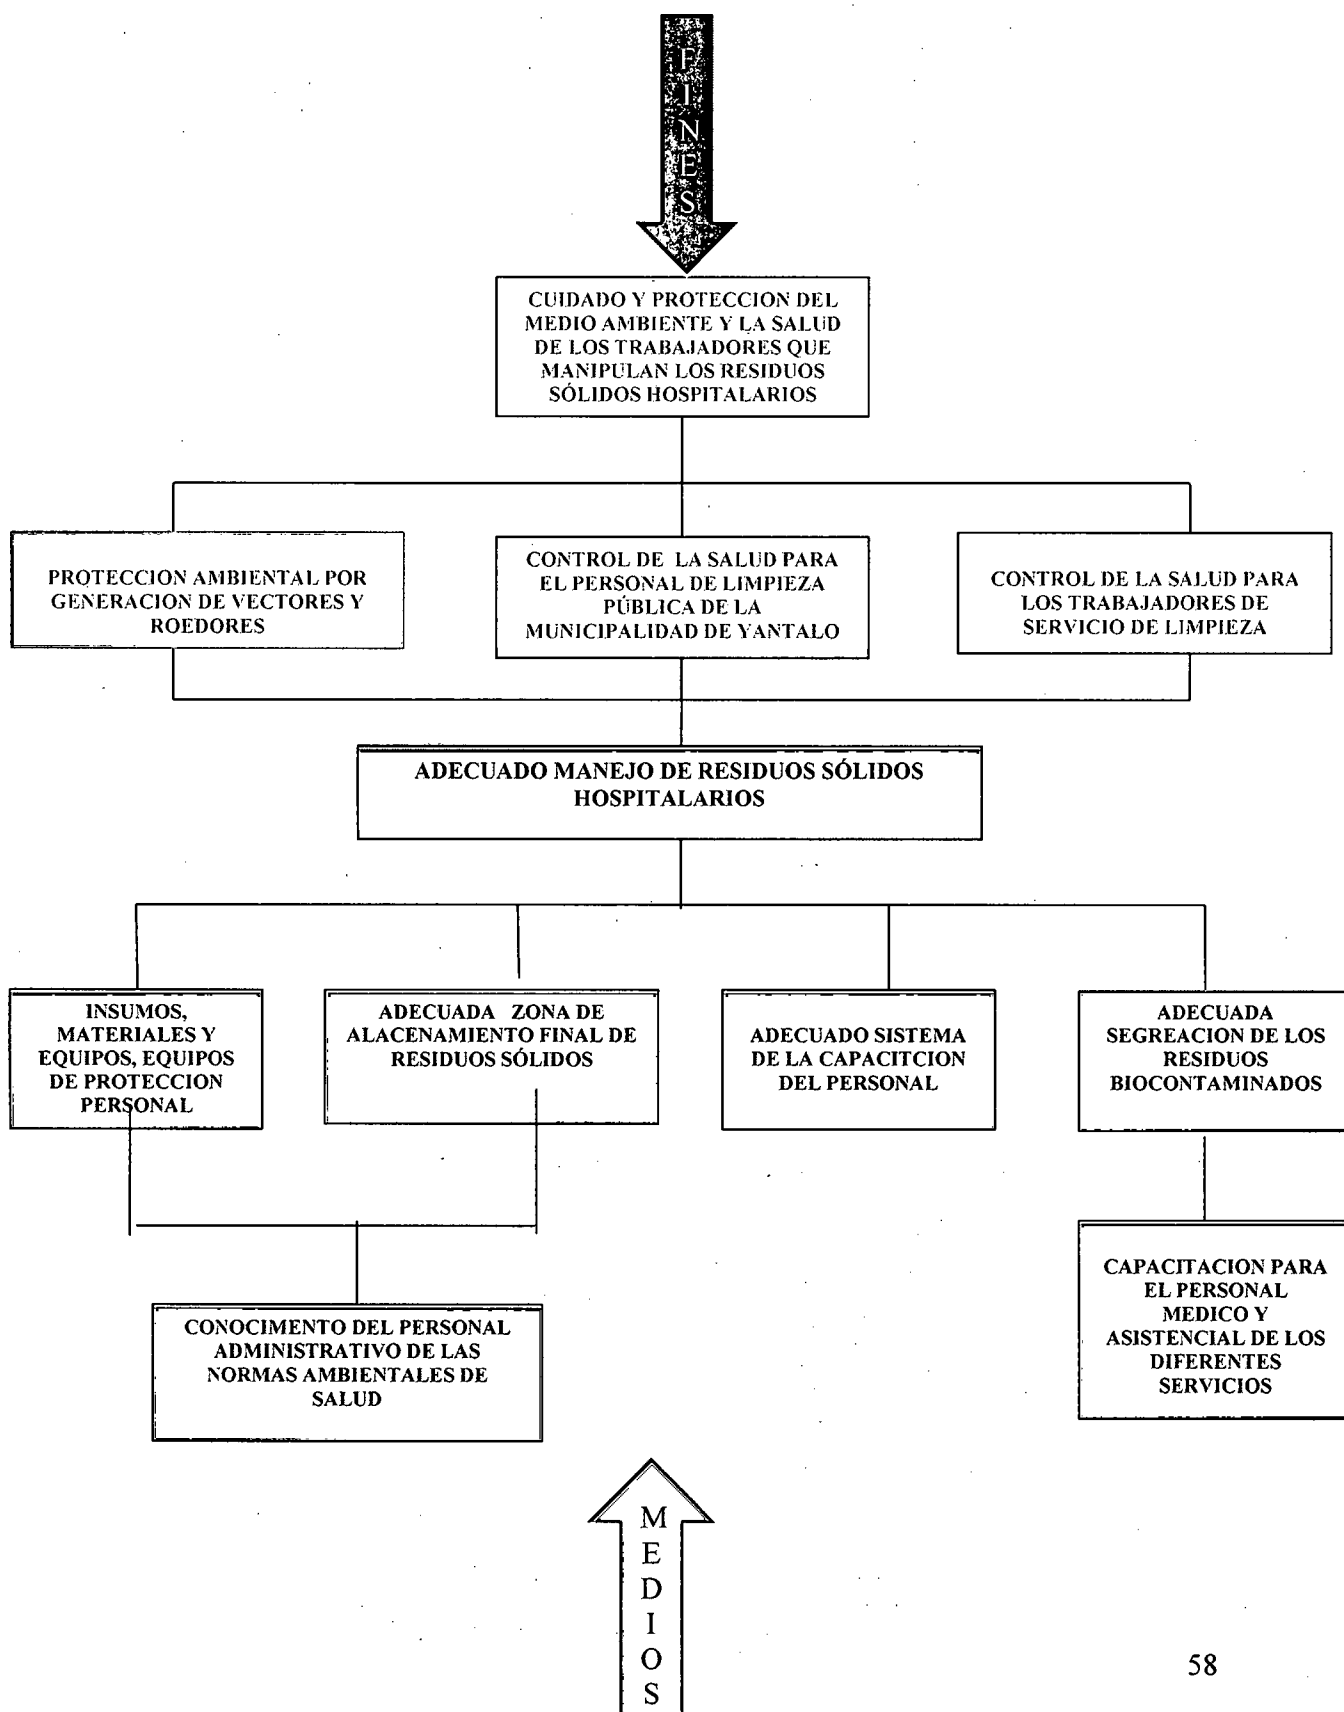 FINES
CUIDADO Y PROTECCION DEL
MEDIO AMBIENTE Y LA SALUD
DE LOS TRABAJADORES QUE
MANIPULAN LOS RESIDUOS
SÓLIDOS HOSPITALARIOS
PROTECCION AMBIENTAL POR
GENERACION DE VECTORES Y
ROEDORES
CONTROL DE LA SALUD PARA
EL PERSONAL DE LIMPIEZA
PÚBLICA DE LA
MUNICIPALIDAD DE YANTALO
CONTROL DE LA SALUD PARA
LOS TRABAJADORES DE
SERVICIO DE LIMPIEZA
ADECUADO MANEJO DE RESIDUOS SÓLIDOS
HOSPITALARIOS
INSUMOS,
MATERIALES Y
EQUIPOS, EQUIPOS
DE PROTECCION
PERSONAL
ADECUADA ZONA DE
ALACENAMIENTO FINAL DE
RESIDUOS SÓLIDOS
ADECUADO SISTEMA
DE LA CAPACITCION
DEL PERSONAL
ADECUADA
SEGREACION DE LOS
RESIDUOS
BIOCONTAMINADOS
CONOCIMENTO DEL PERSONAL
ADMINISTRATIVO DE LAS
NORMAS AMBIENTALES DE
SALUD
CAPACITACION PARA
EL PERSONAL
MEDICO Y
ASISTENCIAL DE LOS
DIFERENTES
SERVICIOS
MEDIOS
58